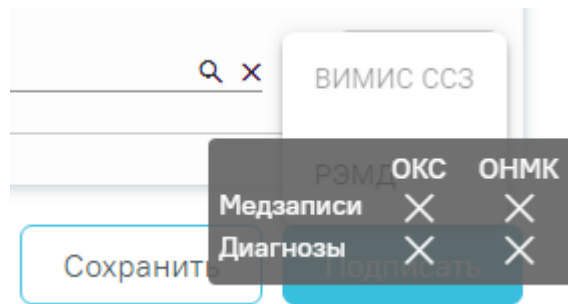 ВИМИС ССЗ
РЭМД
ОКС ОНМК
Медзаписи
Диагнозы
Сохранить
Подписать